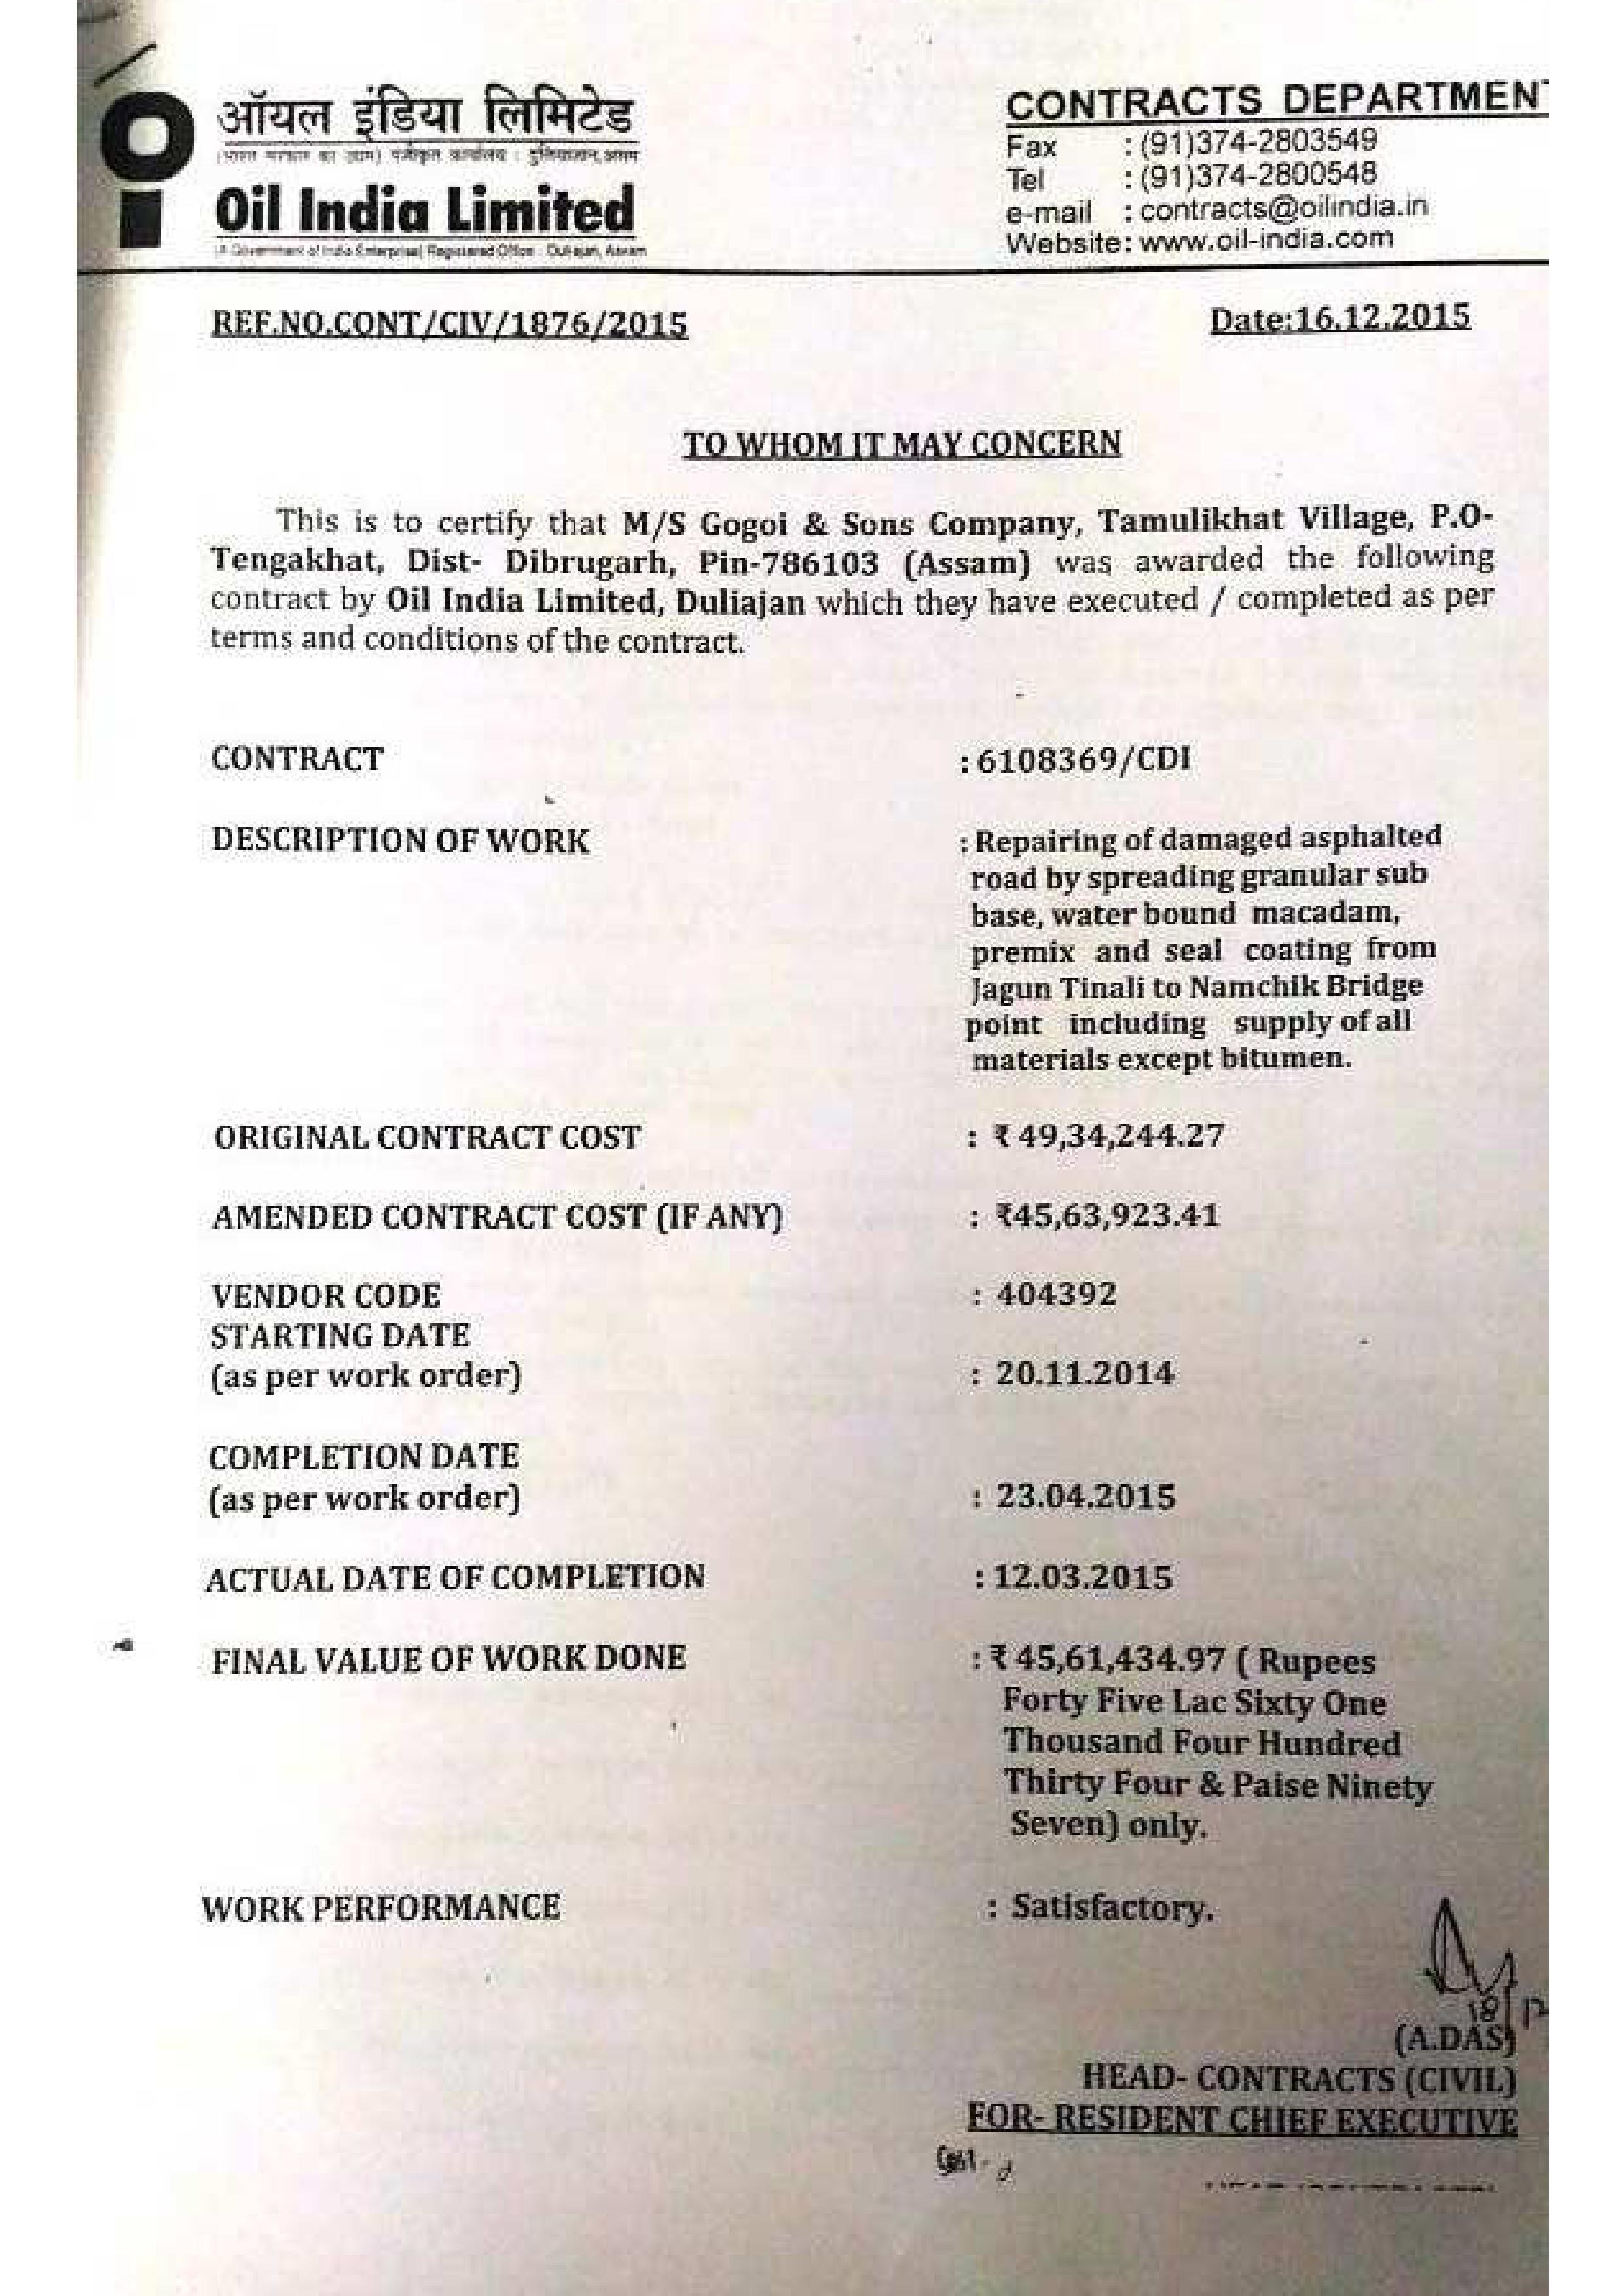 ऑयल इंडिया लिमिटेड
(भारत सरकार का उद्यम) पंजीकृत कार्यालय : दुलियाजान, असम
Oil India Limited
(A Government of India Enterprise) Registered Office : Duliajan, Assam
CONTRACTS DEPARTMENT
Fax : (91)374-2803549
Tel : (91)374-2800548
e-mail : contracts@oilindia.in
Website: www.oil-india.com
REF.NO.CONT/CIV/1876/2015 Date:16.12.2015
TO WHOM IT MAY CONCERN
This is to certify that M/S Gogoi & Sons Company, Tamulikhat Village, P.O-
Tengakhat, Dist- Dibrugarh, Pin-786103 (Assam) was awarded the following
contract by Oil India Limited, Duliajan which they have executed / completed as per
terms and conditions of the contract.
CONTRACT : 6108369/CDI
DESCRIPTION OF WORK : Repairing of damaged asphalted
road by spreading granular sub
base, water bound macadam,
premix and seal coating from
Jagun Tinali to Namchik Bridge
point including supply of all
materials except bitumen.
ORIGINAL CONTRACT COST : ₹ 49,34,244.27
AMENDED CONTRACT COST (IF ANY) : ₹45,63,923.41
VENDOR CODE : 404392
STARTING DATE
(as per work order) : 20.11.2014
COMPLETION DATE
(as per work order) : 23.04.2015
ACTUAL DATE OF COMPLETION : 12.03.2015
FINAL VALUE OF WORK DONE : ₹ 45,61,434.97 ( Rupees
Forty Five Lac Sixty One
Thousand Four Hundred
Thirty Four & Paise Ninety
Seven) only.
WORK PERFORMANCE : Satisfactory.
18/12
(A.DAS)
HEAD- CONTRACTS (CIVIL)
FOR- RESIDENT CHIEF EXECUTIVE